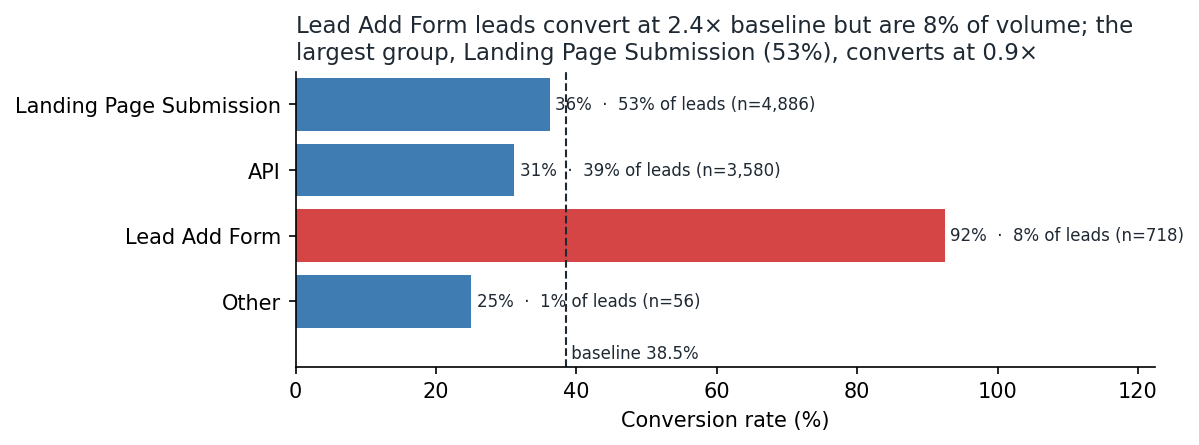 Lead Add Form leads convert at 2.4× baseline but are 8% of volume; the
largest group, Landing Page Submission (53%), converts at 0.9×
Landing Page Submission
36% · 53% of leads (n=4,886)
API
31% · 39% of leads (n=3,580)
Lead Add Form
92% · 8% of leads (n=718)
Other
25% · 1% of leads (n=56)
baseline 38.5%
0 20 40 60 80 100 120
Conversion rate (%)